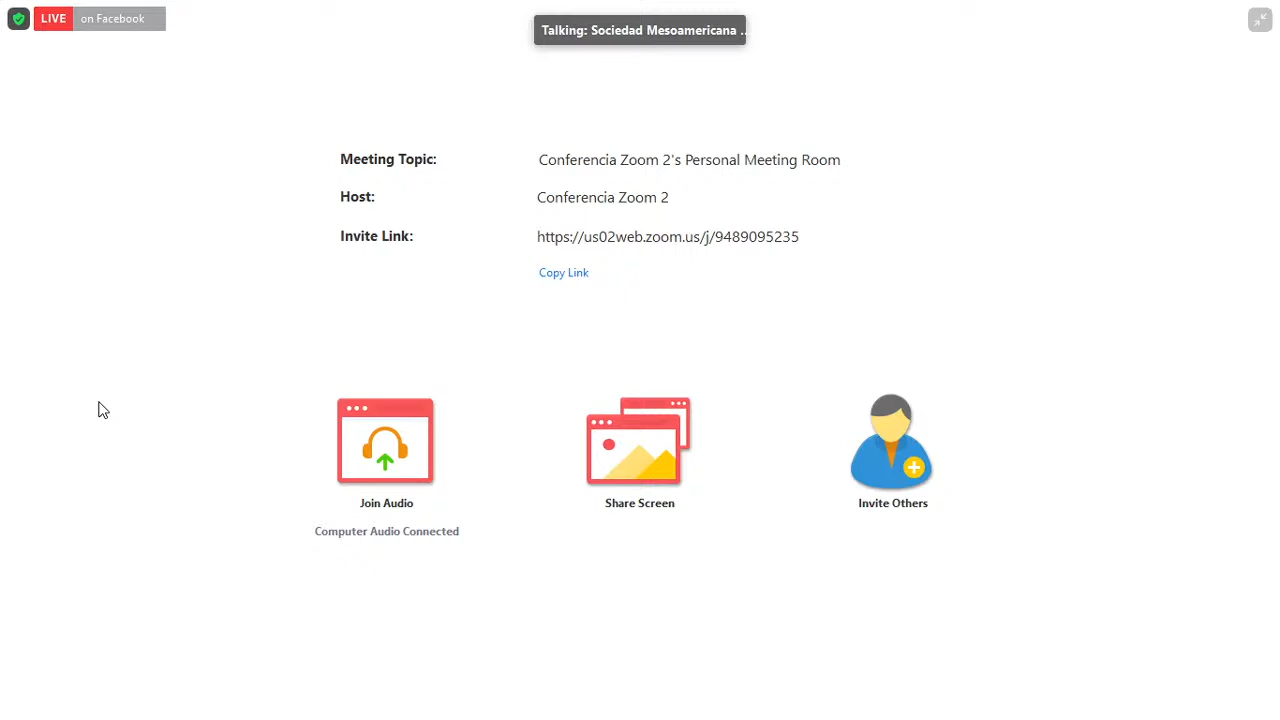 LIVE on Facebook
Talking: Sociedad Mesoamericana ...
Meeting Topic: Conferencia Zoom 2's Personal Meeting Room
Host: Conferencia Zoom 2
Invite Link: https://us02web.zoom.us/j/9489095235
Copy Link
Join Audio Share Screen Invite Others
Computer Audio Connected